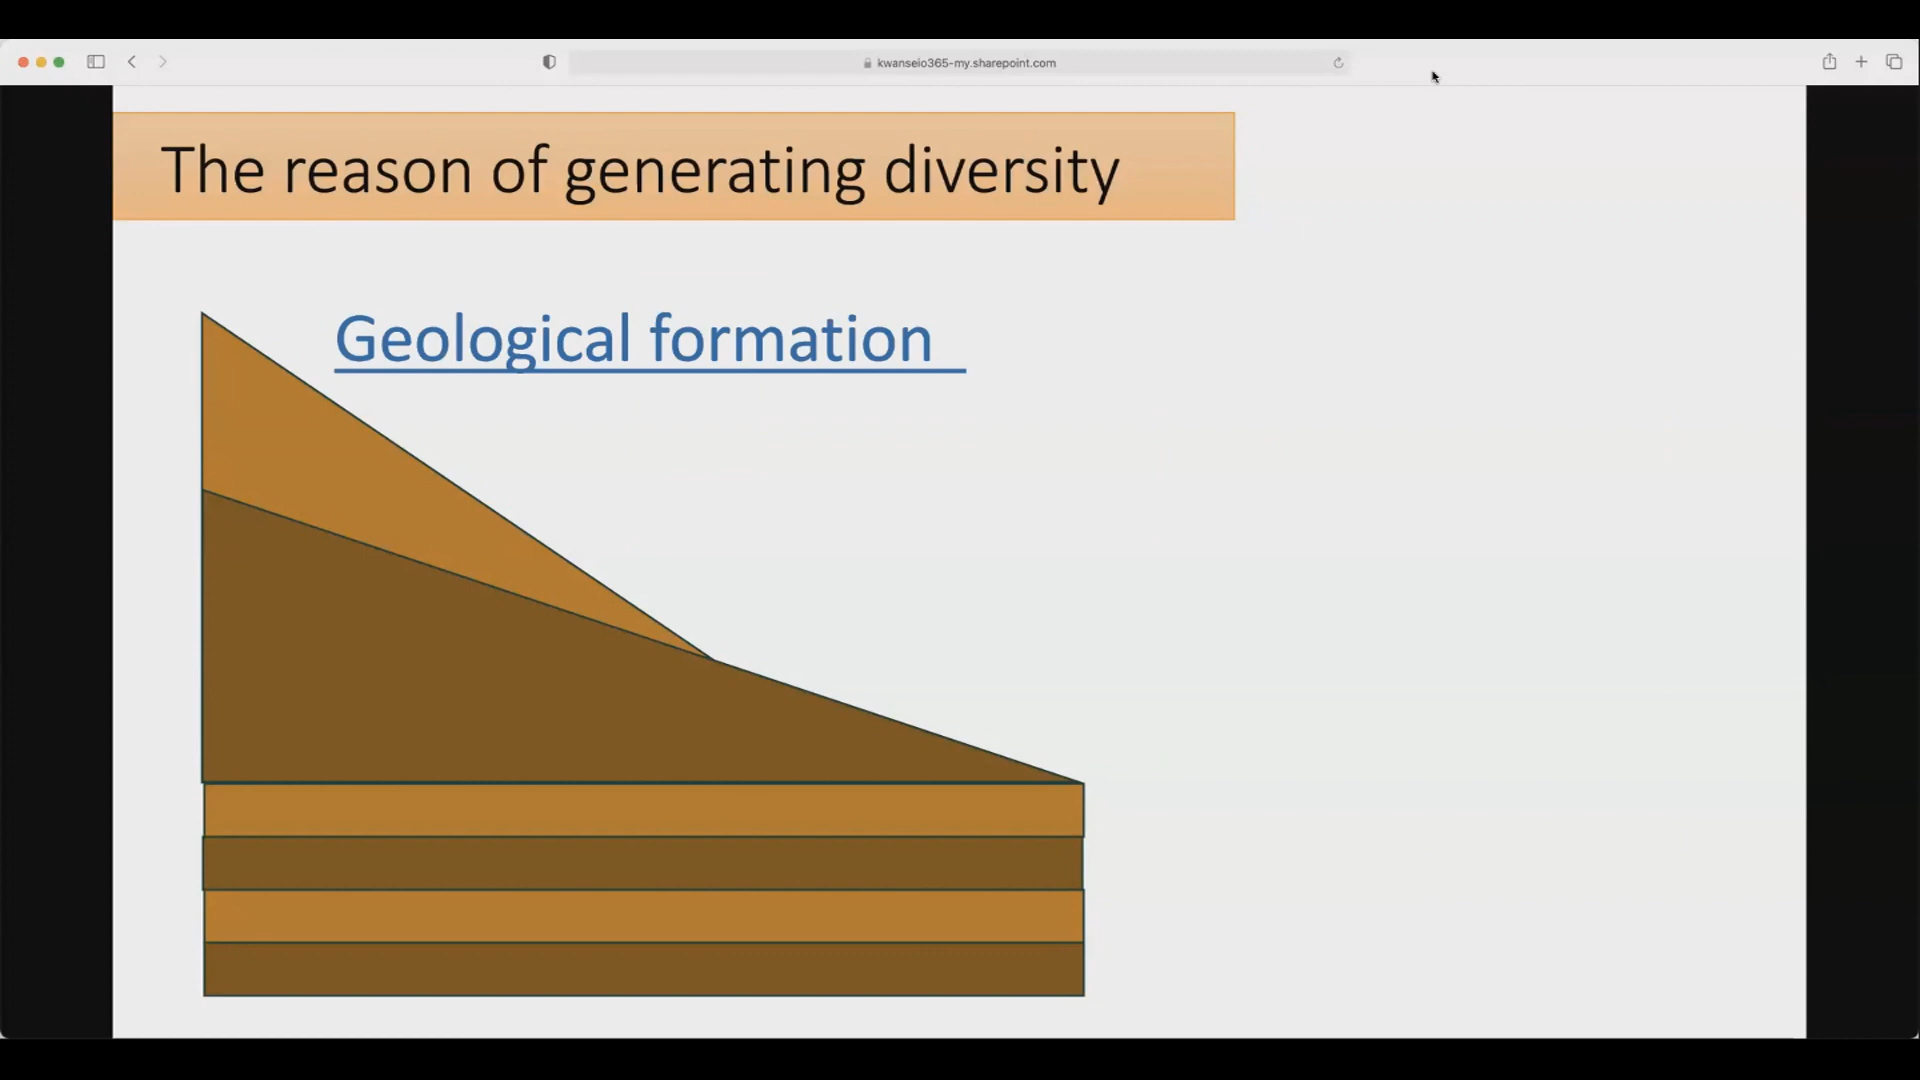 kwanseio365-my.sharepoint.com
The reason of generating diversity
Geological formation